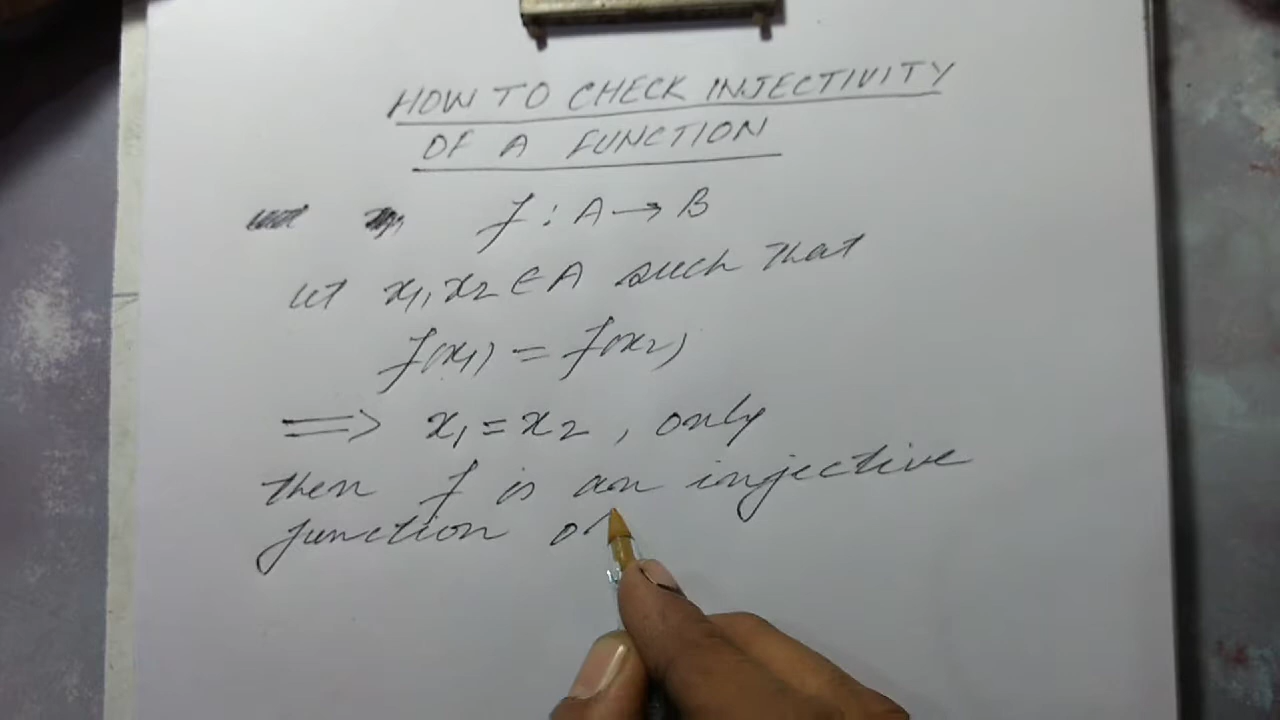 HOW TO CHECK INJECTIVITY
OF A FUNCTION
f : A → B
let x1, x2 ∈ A such that
f(x1) = f(x2)
⟹ x1 = x2 , only
then f is an injective
function or